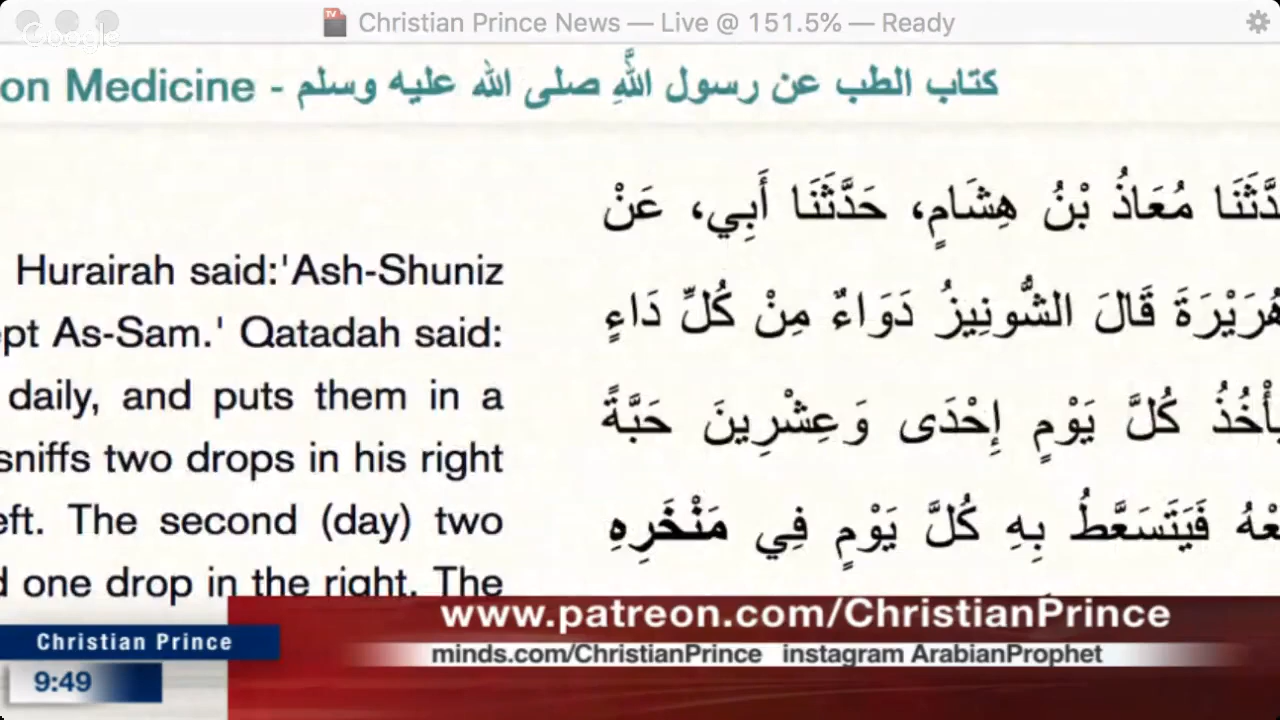 Christian Prince News — Live @ 151.5% — Ready
Google
on Medicine - كتاب الطب عن رسول اللَّهِ صلى الله عليه وسلم
حَدَّثَنَا أَبِي، عَنْ مُعَاذُ بْنُ هِشَامٍ،
Hurairah said:'Ash-Shuniz
ept As-Sam.' Qatadah said:
daily, and puts them in a
sniffs two drops in his right
eft. The second (day) two
d one drop in the right. The
هُرَيْرَةَ قَالَ الشُّونِيزُ دَوَاءٌ مِنْ كُلِّ دَاءٍ
يَأْخُذُ كُلَّ يَوْمٍ إِحْدَى وَعِشْرِينَ حَبَّةً
فَيَتَسَعَّطُ بِهِ كُلَّ يَوْمٍ فِي مَنْخَرِهِ
www.patreon.com/ChristianPrince
Christian Prince
minds.com/ChristianPrince instagram ArabianProphet
9:49